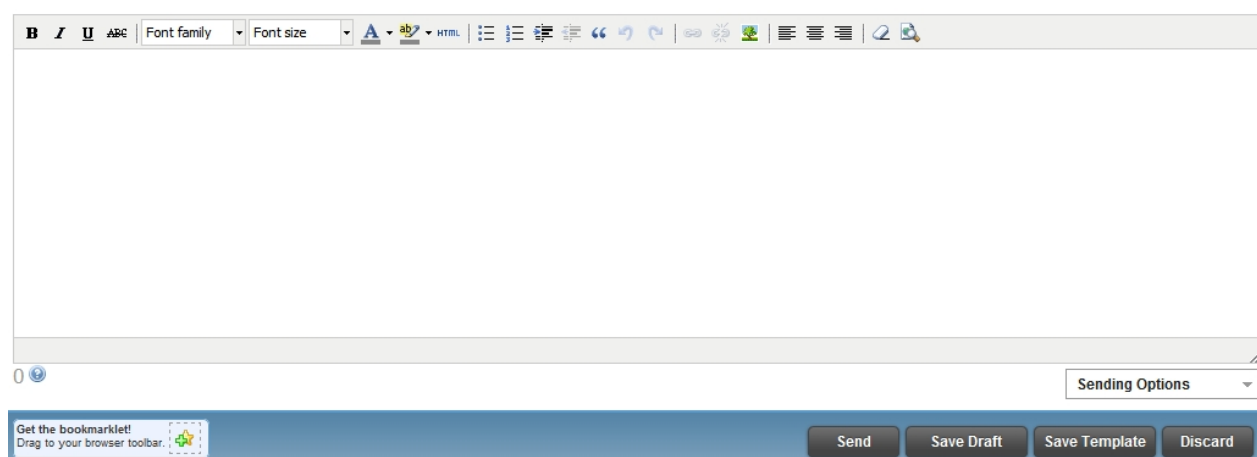 B I U ABC Font family Font size A ab HTML
0
Sending Options
Get the bookmarklet!
Drag to your browser toolbar.
Send Save Draft Save Template Discard